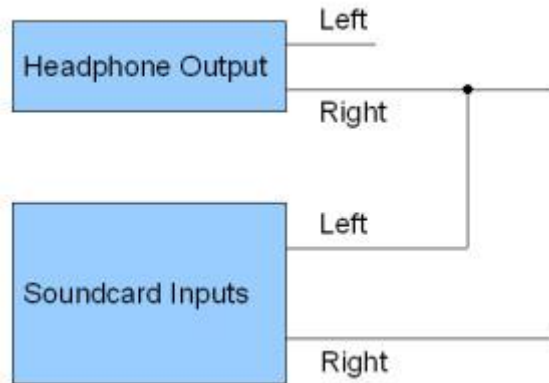 Left
Headphone Output
Right
Left
Soundcard Inputs
Right